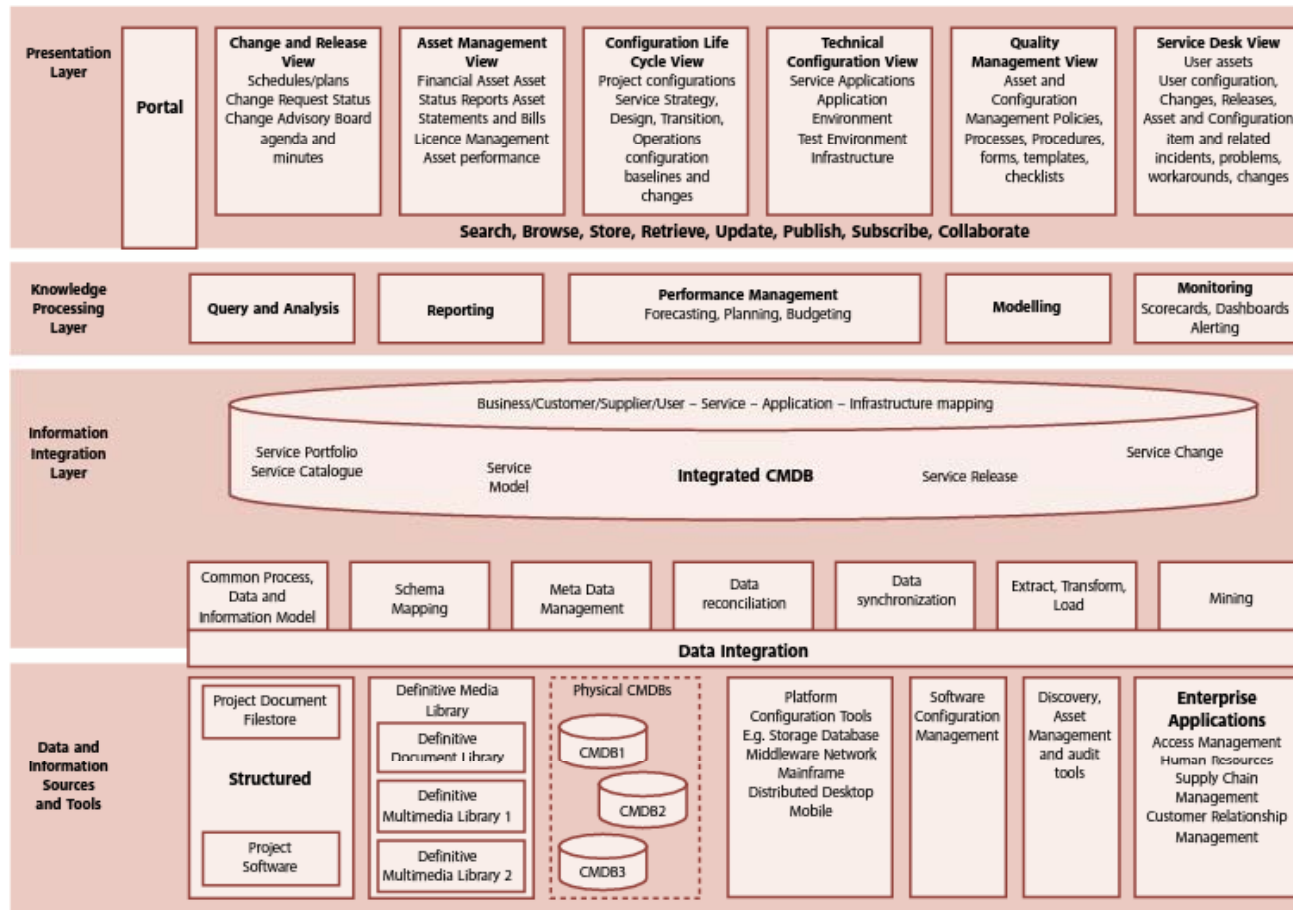 Presentation
Layer
Portal
Change and Release
View
Schedules/plans
Change Request Status
Change Advisory Board
agenda and
minutes
Asset Management
View
Financial Asset Asset
Status Reports Asset
Statements and Bills
Licence Management
Asset performance
Configuration Life
Cycle View
Project configurations
Service Strategy,
Design, Transition,
Operations
configuration
baselines and
changes
Technical
Configuration View
Service Applications
Application
Environment
Test Environment
Infrastructure
Quality
Management View
Asset and
Configuration
Management Policies,
Processes, Procedures,
forms, templates,
checklists
Service Desk View
User assets
User configuration,
Changes, Releases,
Asset and Configuration
item and related
incidents, problems,
workarounds, changes
Search, Browse, Store, Retrieve, Update, Publish, Subscribe, Collaborate
Knowledge
Processing
Layer
Query and Analysis
Reporting
Performance Management
Forecasting, Planning, Budgeting
Modelling
Monitoring
Scorecards, Dashboards
Alerting
Information
Integration
Layer
Business/Customer/Supplier/User – Service – Application – Infrastructure mapping
Service Portfolio
Service Catalogue
Service
Model
Integrated CMDB
Service Release
Service Change
Common Process,
Data and
Information Model
Schema
Mapping
Meta Data
Management
Data
reconciliation
Data
synchronization
Extract, Transform,
Load
Mining
Data Integration
Data and
Information
Sources
and Tools
Project Document
Filestore
Structured
Project
Software
Definitive Media
Library
Definitive
Document Library
Definitive
Multimedia Library 1
Definitive
Multimedia Library 2
Physical CMDBs
CMDB1
CMDB2
CMDB3
Platform
Configuration Tools
E.g. Storage Database
Middleware Network
Mainframe
Distributed Desktop
Mobile
Software
Configuration
Management
Discovery,
Asset
Management
and audit
tools
Enterprise
Applications
Access Management
Human Resources
Supply Chain
Management
Customer Relationship
Management